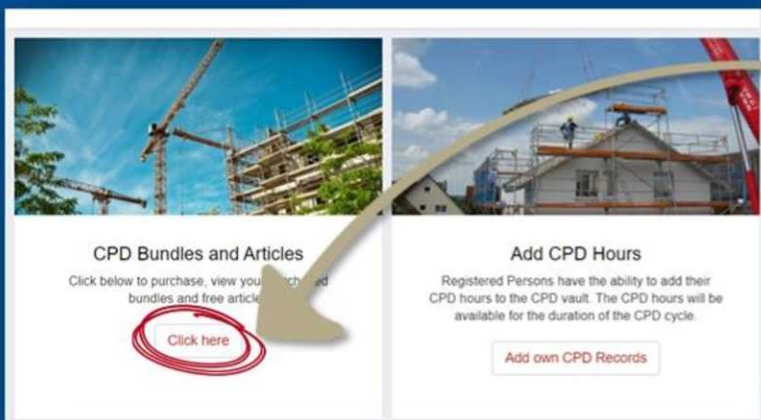 CPD Bundles and Articles
Click below to purchase, view
bundles and free
Click here
Add CPD Hours
Registered Persons have the ability to add their
CPD hours to the CPD vault. The CPD hours will be
available for the duration of the CPD cycle.
Add own CPD Records